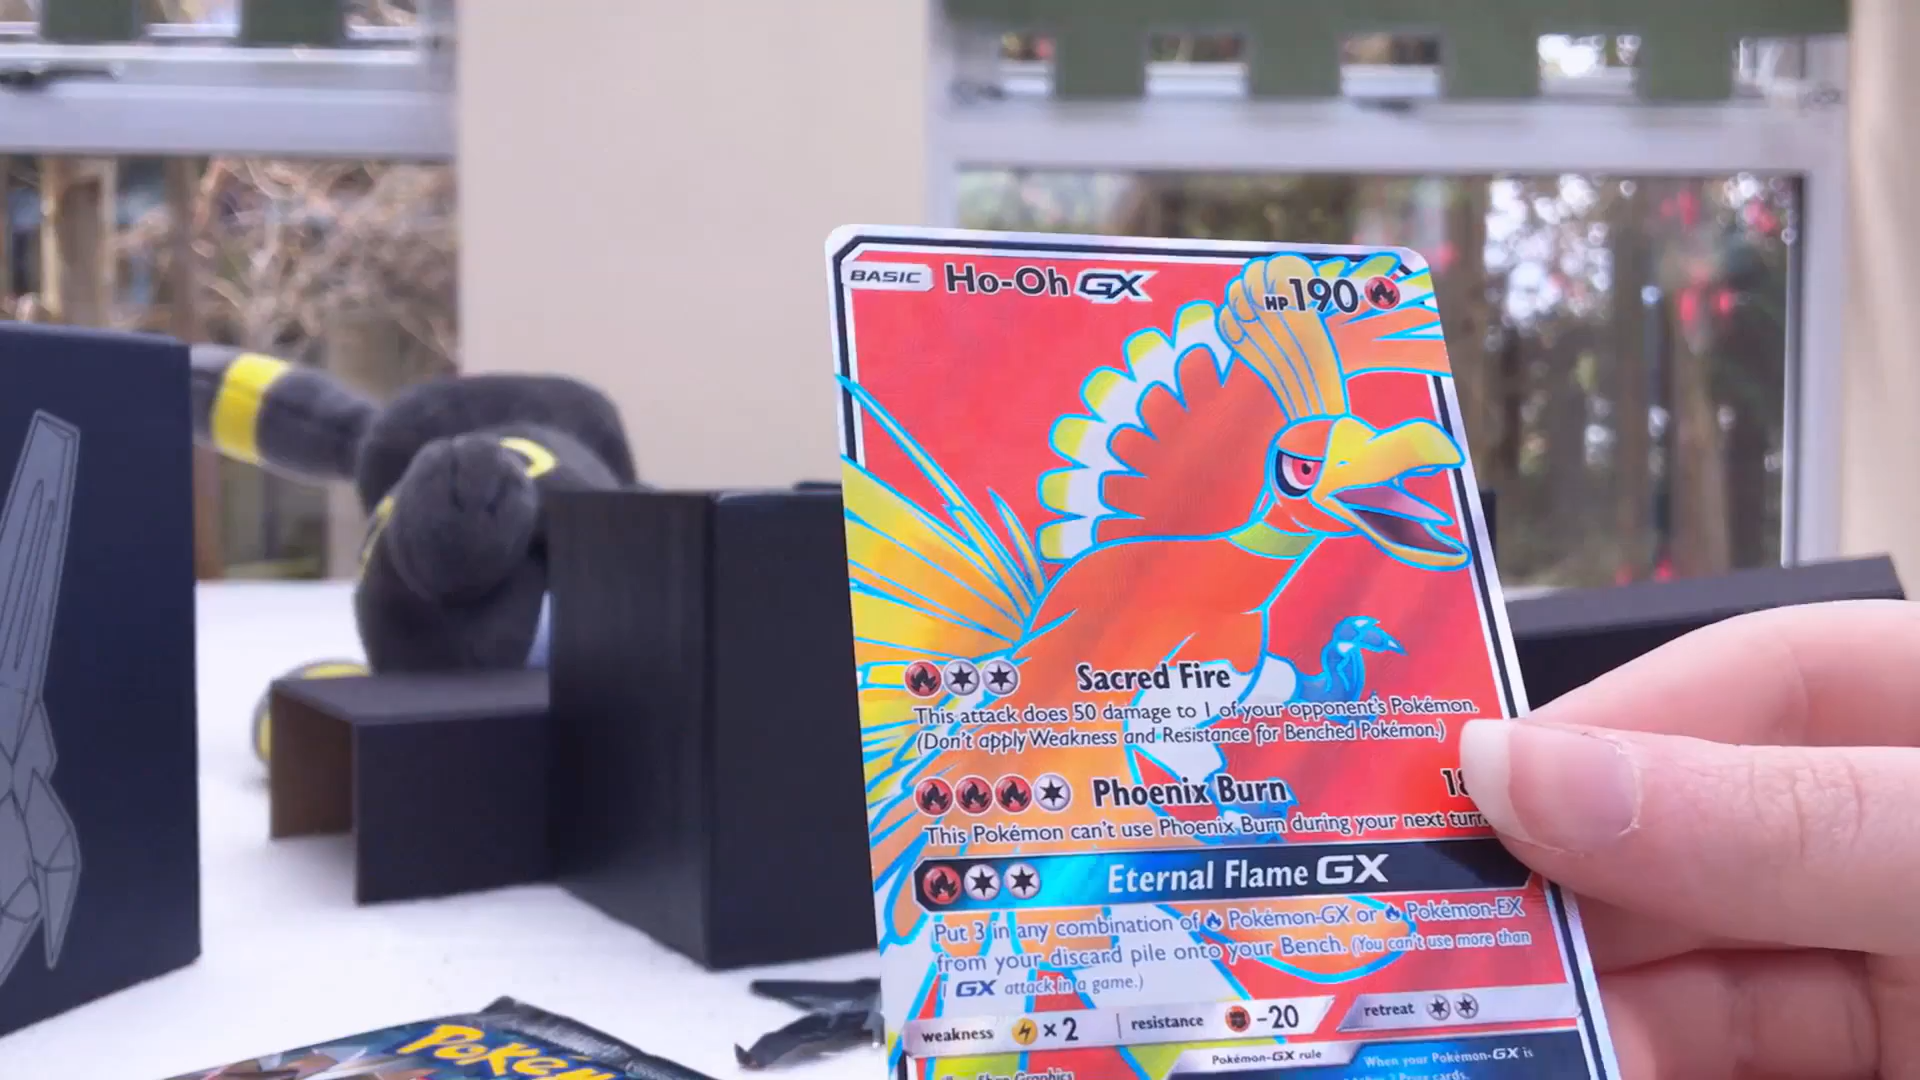 BASIC Ho-Oh GX HP 190
Sacred Fire
This attack does 50 damage to 1 of your opponent's Pokémon.
(Don't apply Weakness and Resistance for Benched Pokémon.)
Phoenix Burn
This Pokémon can't use Phoenix Burn during your next turn.
Eternal Flame GX
Put 3 in any combination of Pokémon-GX or Pokémon-EX
from your discard pile onto your Bench. (You can't use more than
1 GX attack in a game.)
weakness ×2 resistance -20 retreat
Pokémon-GX rule When your Pokémon-GX is
Graphics
cards.